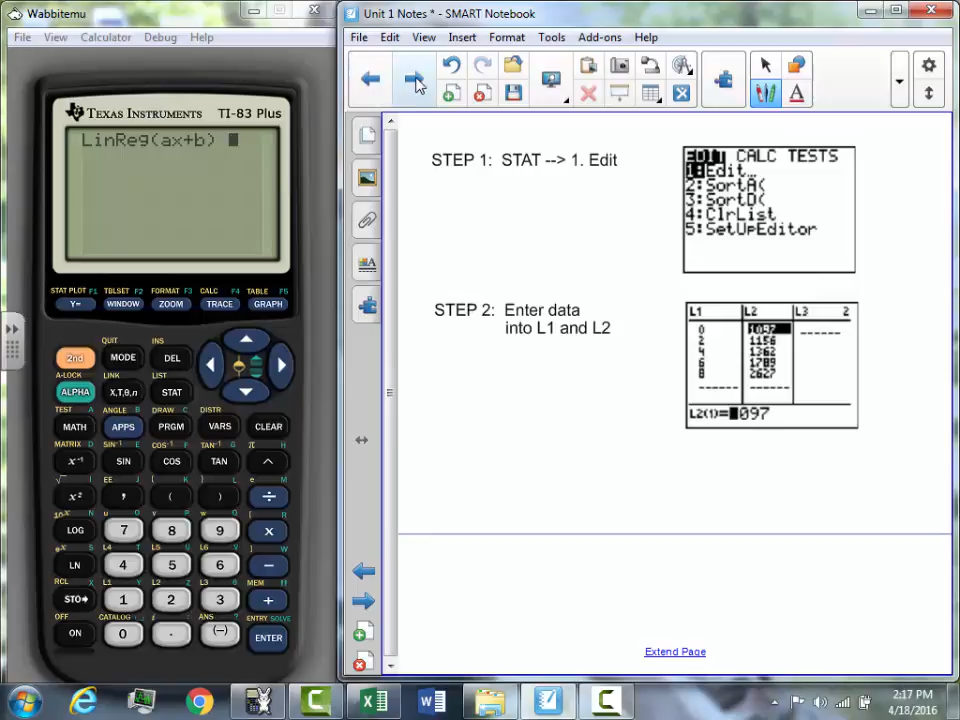 Wabbitemu
File View Calculator Debug Help
TEXAS INSTRUMENTS TI-83 Plus
LinReg(ax+b)
STAT PLOT F1 TBLSET F2 FORMAT F3 CALC F4 TABLE F5
Y= WINDOW ZOOM TRACE GRAPH
QUIT INS
2nd MODE DEL
A-LOCK LINK LIST
ALPHA X,T,θ,n STAT
TEST A ANGLE B DRAW C DISTR
MATH APPS PRGM VARS CLEAR
MATRIX D SIN⁻¹ E COS⁻¹ F TAN⁻¹ G π H
x⁻¹ SIN COS TAN ^
√ I EE J { K } L e M
x² , ( ) ÷
10ˣ N u O v P w Q [ R
LOG 7 8 9 x
eˣ S L4 T L5 U L6 V ] W
LN 4 5 6 −
RCL X L1 Y L2 Z L3 θ MEM "
STO➔ 1 2 3 +
OFF CATALOG i : ANS ? ENTRY SOLVE
ON 0 . (−) ENTER
Unit 1 Notes * - SMART Notebook
File Edit View Insert Format Tools Add-ons Help
STEP 1: STAT --> 1. Edit
EDIT CALC TESTS
1:Edit…
2:SortA(
3:SortD(
4:ClrList
5:SetUpEditor
STEP 2: Enter data
into L1 and L2
L1 L2 L3 2
0 1097 ------
2 1156
4 1362
6 1789
8 2627
------ ------
L2(1)=1097
Extend Page
2:17 PM
4/18/2016